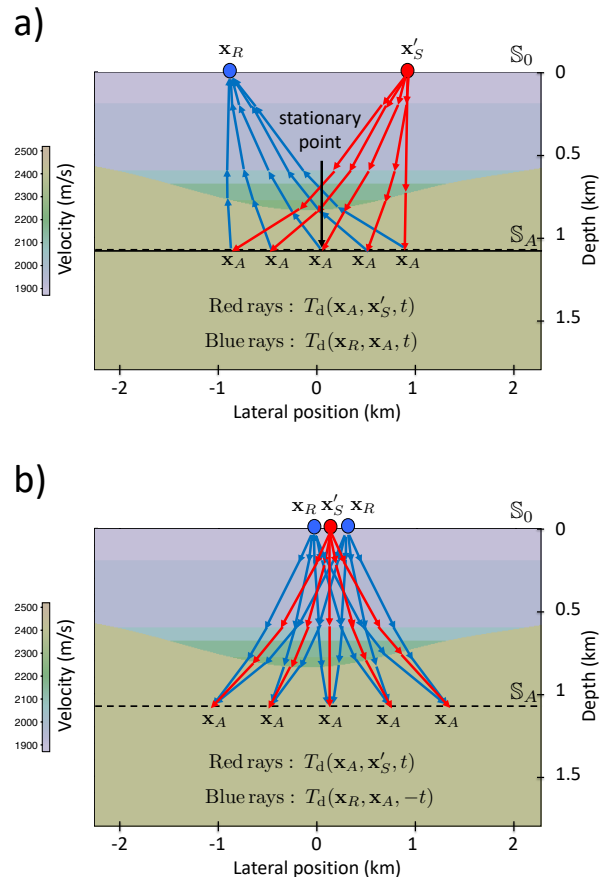 a)
𝐱_R 𝐱′_S 𝕊_0
stationary
point
𝕊_A
𝐱_A 𝐱_A 𝐱_A 𝐱_A 𝐱_A
Red rays : T_d(𝐱_A, 𝐱′_S, t)
Blue rays : T_d(𝐱_R, 𝐱_A, t)
2500
2400
2300
2200
2100
2000
1900
Velocity (m/s)
0
0.5
1
1.5
Depth (km)
-2 -1 0 1 2
Lateral position (km)
b)
𝐱_R 𝐱′_S 𝐱_R 𝕊_0
𝕊_A
𝐱_A 𝐱_A 𝐱_A 𝐱_A 𝐱_A
Red rays : T_d(𝐱_A, 𝐱′_S, t)
Blue rays : T_d(𝐱_R, 𝐱_A, −t)
2500
2400
2300
2200
2100
2000
1900
Velocity (m/s)
0
0.5
1
1.5
Depth (km)
-2 -1 0 1 2
Lateral position (km)